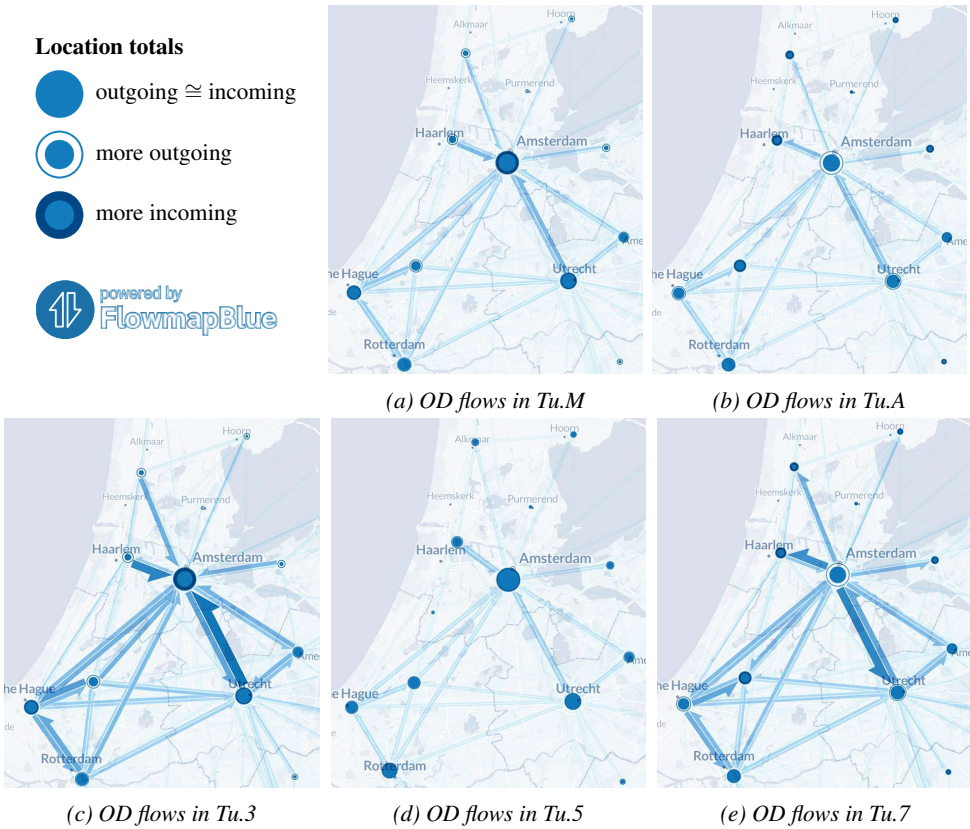 Location totals
outgoing ≅ incoming
more outgoing
more incoming
powered by
FlowmapBlue
Alkmaar
Hoorn
Heemskerk
Purmerend
Haarlem
Amsterdam
Ame
he Hague
Utrecht
Rotterdam
(a) OD flows in Tu.M
Alkmaar
Hoorn
Heemskerk
Purmerend
Haarlem
Amsterdam
Ame
he Hague
Utrecht
Rotterdam
(b) OD flows in Tu.A
Hoorn
Alkmaar
Heemskerk
Purmerend
Haarlem
Amsterdam
Ame
he Hague
Utrecht
de
Rotterdam
(c) OD flows in Tu.3
Hoorn
Alkmaar
Heemskerk
Purmerend
Haarlem
Amsterdam
Ame
he Hague
Utrecht
Rotterdam
(d) OD flows in Tu.5
Hoorn
Alkmaar
Heemskerk
Purmerend
Haarlem
Amsterdam
Ame
he Hague
Utrecht
de
Rotterdam
(e) OD flows in Tu.7